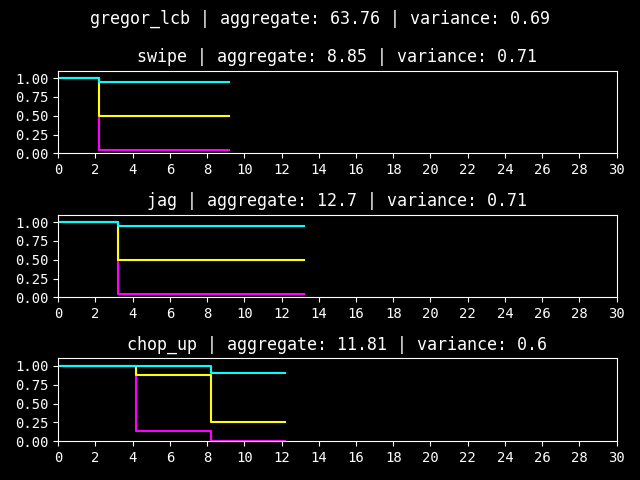 gregor_lcb | aggregate: 63.76 | variance: 0.69
swipe | aggregate: 8.85 | variance: 0.71
1.00
0.75
0.50
0.25
0.00
0 2 4 6 8 10 12 14 16 18 20 22 24 26 28 30
jag | aggregate: 12.7 | variance: 0.71
1.00
0.75
0.50
0.25
0.00
0 2 4 6 8 10 12 14 16 18 20 22 24 26 28 30
chop_up | aggregate: 11.81 | variance: 0.6
1.00
0.75
0.50
0.25
0.00
0 2 4 6 8 10 12 14 16 18 20 22 24 26 28 30